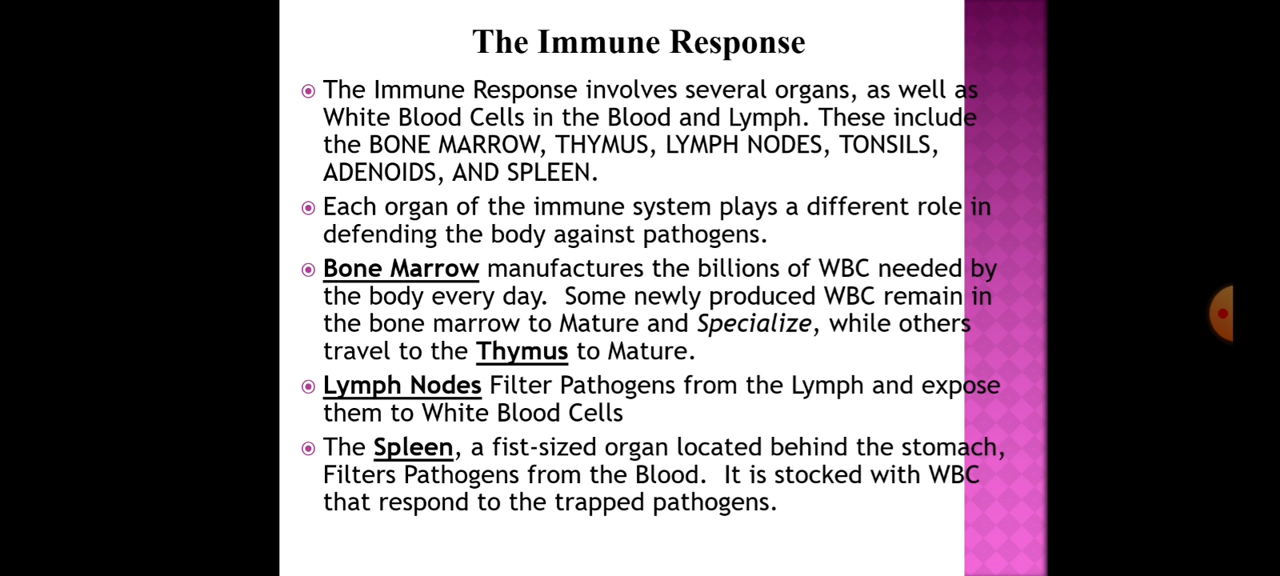 The Immune Response
The Immune Response involves several organs, as well as
White Blood Cells in the Blood and Lymph. These include
the BONE MARROW, THYMUS, LYMPH NODES, TONSILS,
ADENOIDS, AND SPLEEN.
Each organ of the immune system plays a different role in
defending the body against pathogens.
Bone Marrow manufactures the billions of WBC needed by
the body every day.  Some newly produced WBC remain in
the bone marrow to Mature and Specialize, while others
travel to the Thymus to Mature.
Lymph Nodes Filter Pathogens from the Lymph and expose
them to White Blood Cells
The Spleen, a fist-sized organ located behind the stomach,
Filters Pathogens from the Blood.  It is stocked with WBC
that respond to the trapped pathogens.